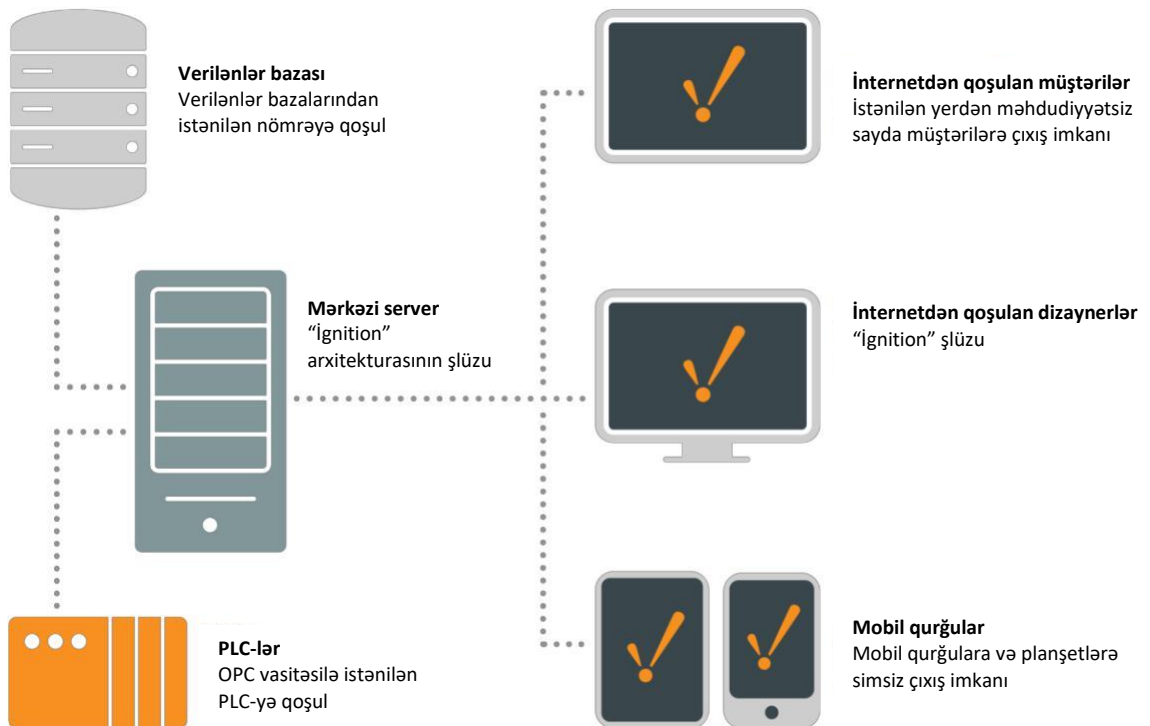 Verilənlər bazası
Verilənlər bazalarından
istənilən nömrəyə qoşul
İnternetdən qoşulan müştərilər
İstənilən yerdən məhdudiyyətsiz
sayda müştərilərə çıxış imkanı
Mərkəzi server
“İgnition”
arxitekturasının şlüzu
İnternetdən qoşulan dizaynerlər
“İgnition” şlüzu
PLC-lər
OPC vasitəsilə istənilən
PLC-yə qoşul
Mobil qurğular
Mobil qurğulara və planşetlərə
simsiz çıxış imkanı